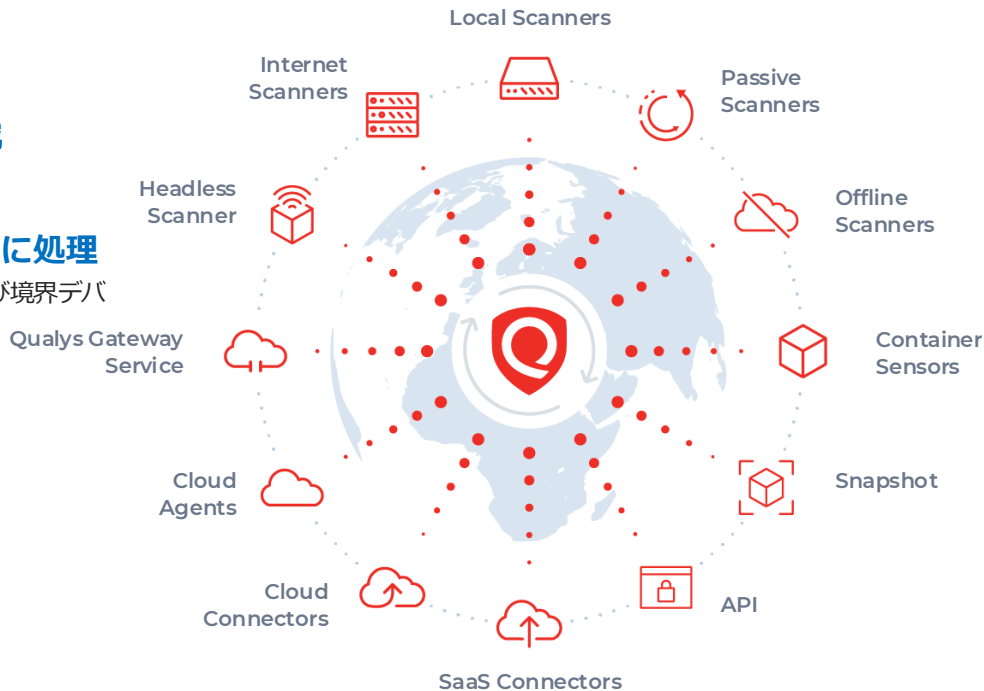 に処理
び境界デバ
Local Scanners
Passive
Scanners
Offline
Scanners
Container
Sensors
Snapshot
API
SaaS Connectors
Cloud
Connectors
Cloud
Agents
Qualys Gateway
Service
Headless
Scanner
Internet
Scanners